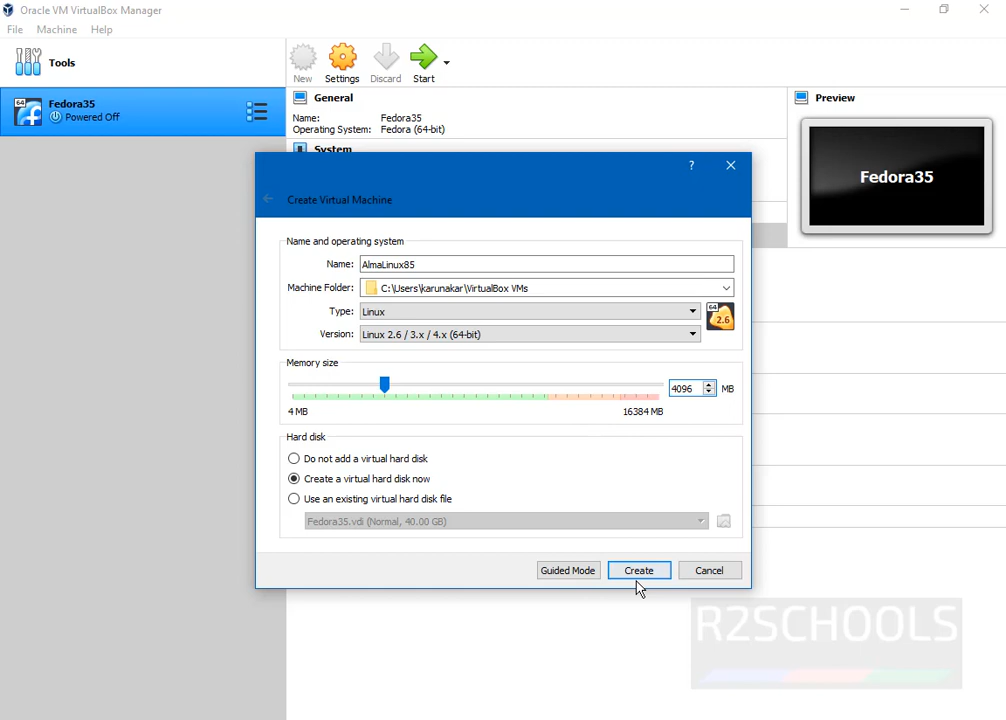 Oracle VM VirtualBox Manager
File Machine Help
Tools
New Settings Discard Start
64 Fedora35
Powered Off
General
Name: Fedora35
Operating System: Fedora (64-bit)
System
Preview
Fedora35
?
Create Virtual Machine
Name and operating system
Name: AlmaLinux85
Machine Folder: C:\Users\karunakar\VirtualBox VMs
Type: Linux
64
2.6
Version: Linux 2.6 / 3.x / 4.x (64-bit)
Memory size
4096 MB
4 MB 16384 MB
Hard disk
Do not add a virtual hard disk
Create a virtual hard disk now
Use an existing virtual hard disk file
Fedora35.vdi (Normal, 40.00 GB)
Guided Mode Create Cancel
R2SCHOOLS